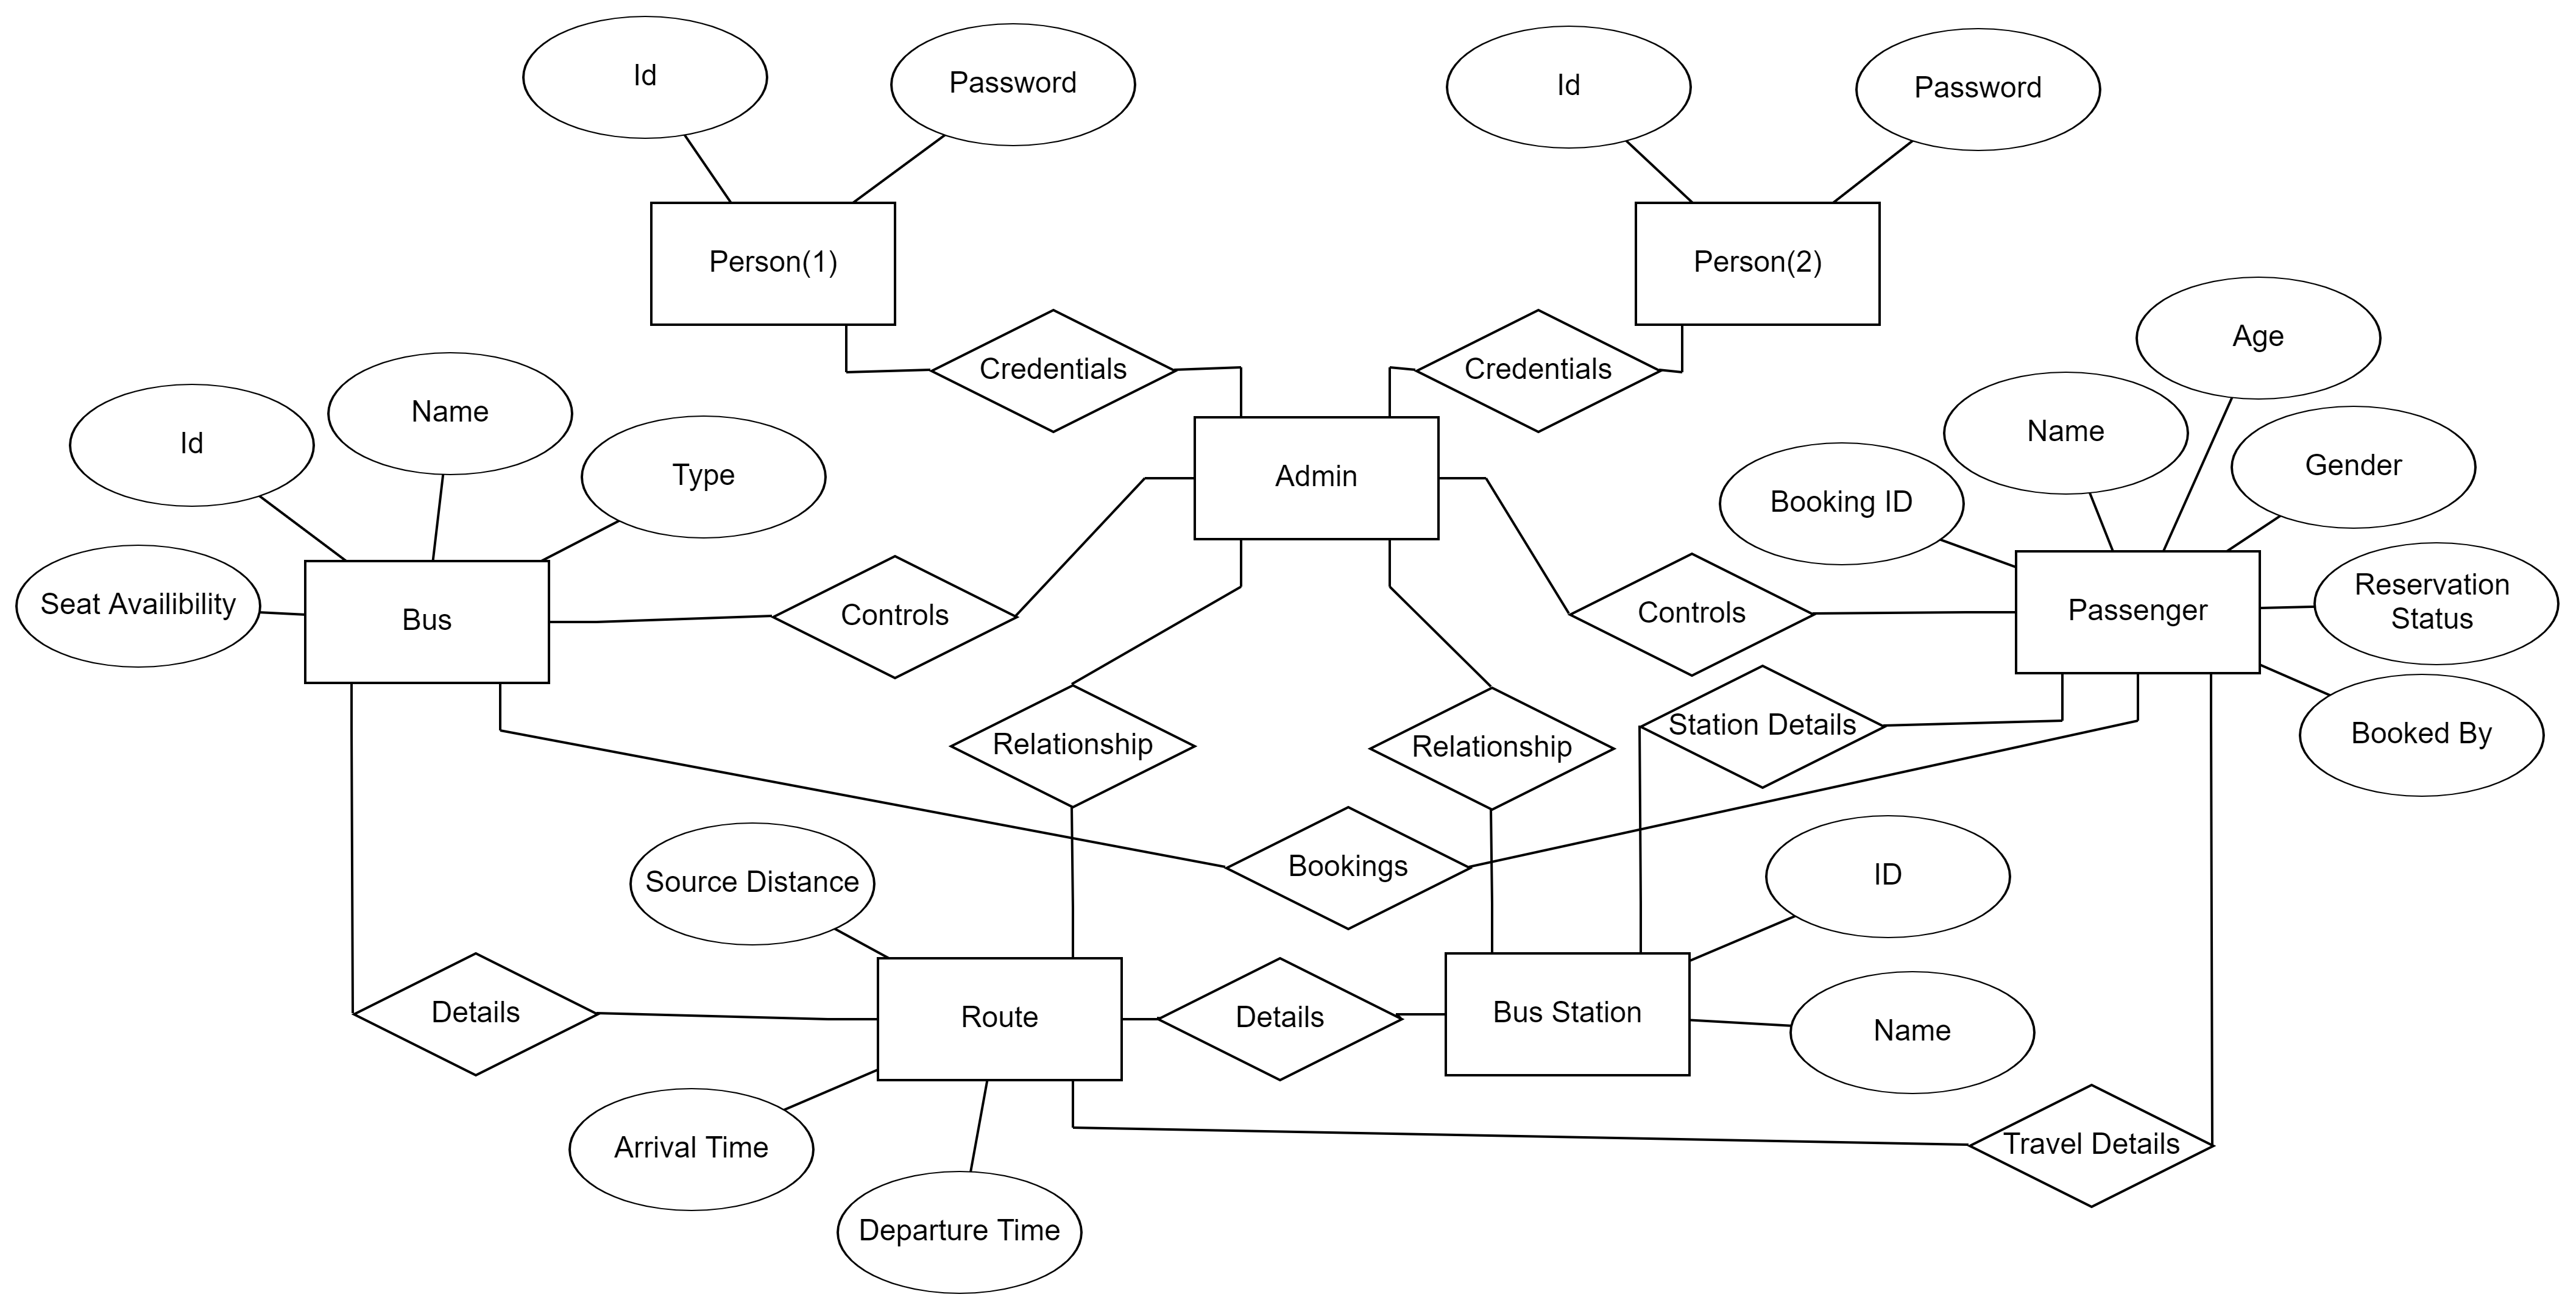 Id
Password
Id
Password
Person(1)
Person(2)
Age
Credentials
Credentials
Name
Name
Id
Type
Admin
Gender
Booking ID
Seat Availibility
Bus
Controls
Controls
Passenger
Reservation
Status
Station Details
Relationship
Relationship
Booked By
Source Distance
Bookings
ID
Details
Route
Details
Bus Station
Name
Arrival Time
Travel Details
Departure Time